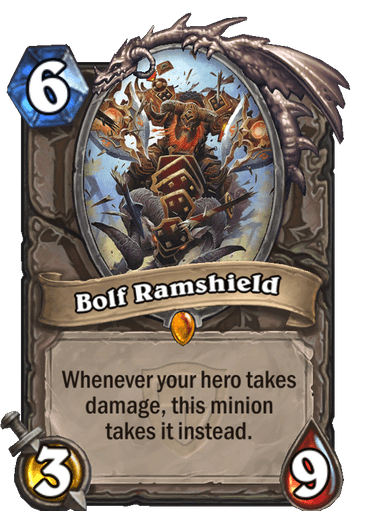 6
Bolf Ramshield
Whenever your hero takes
damage, this minion
takes it instead.
3
9